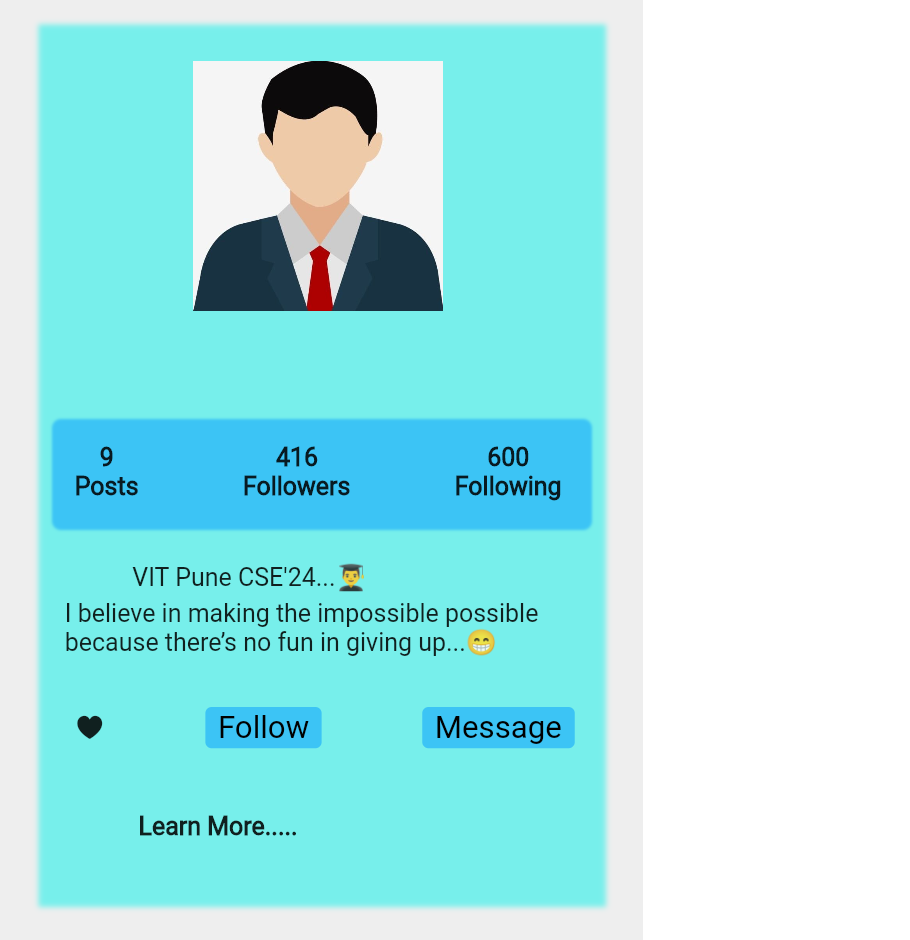 9
Posts
416
Followers
600
Following
VIT Pune CSE'24...👨‍🎓
I believe in making the impossible possible
because there’s no fun in giving up...😁
Follow
Message
Learn More.....